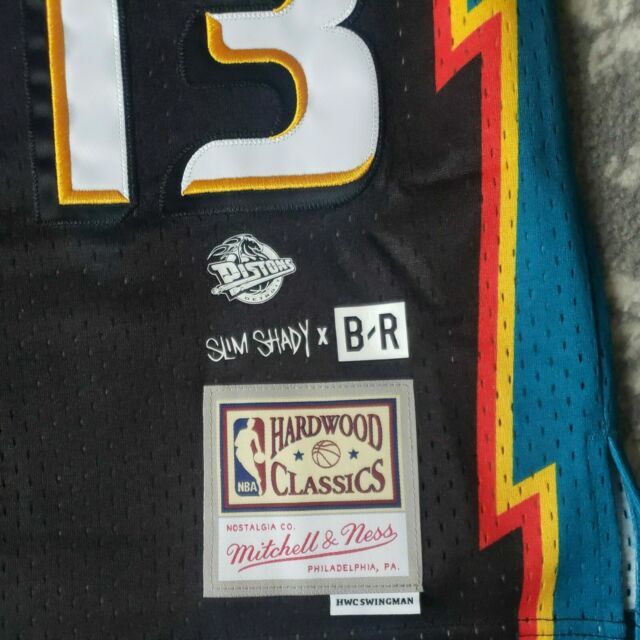 13
PISTONS
DETROIT
SLIM SHADY x B-R
NBA
HARDWOOD
CLASSICS
NOSTALGIA CO.
Mitchell & Ness
PHILADELPHIA, PA.
HWC SWINGMAN